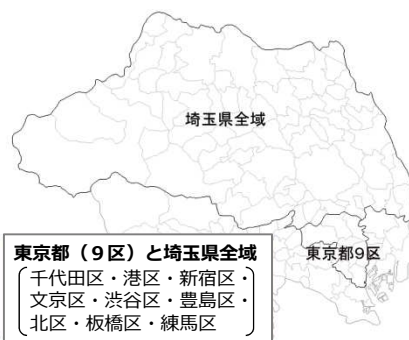 埼玉県全域
東京都9区
東京都（９区）と埼玉県全域
千代田区・港区・新宿区・
文京区・渋谷区・豊島区・
北区・板橋区・練馬区